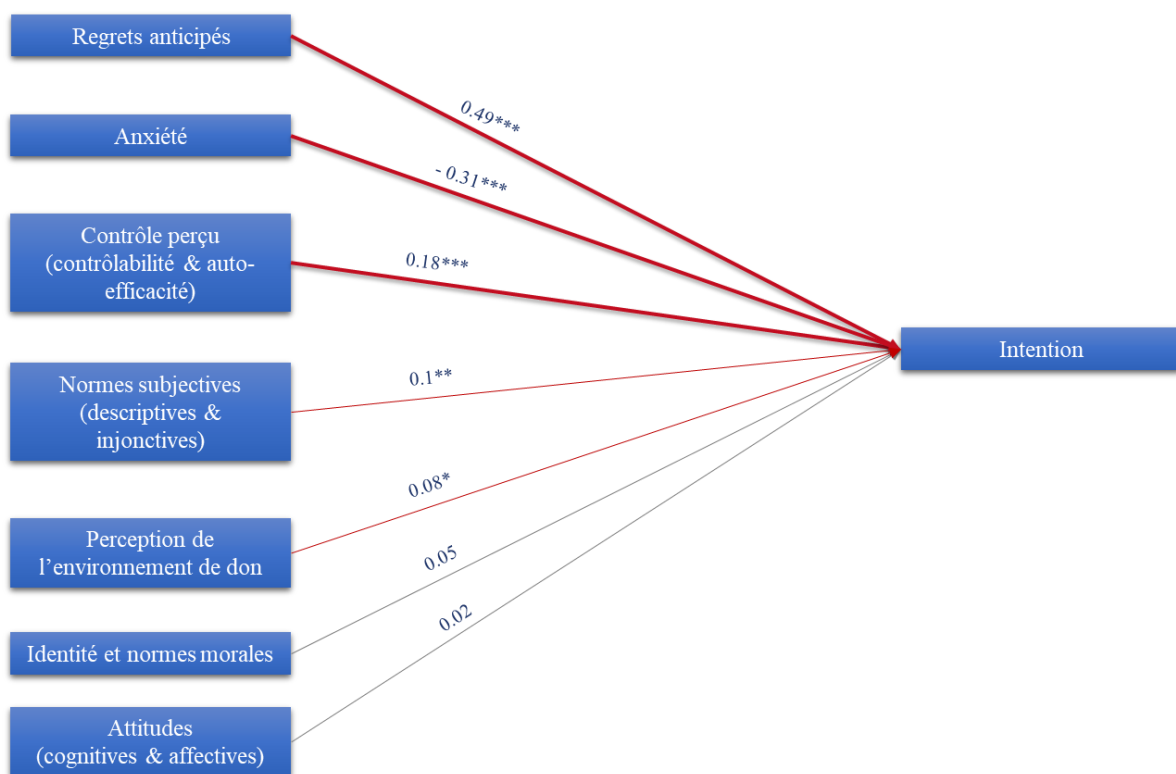 Regrets anticipés
0.49***
Anxiété
- 0.31***
Contrôle perçu
(contrôlabilité & auto-
efficacité)
0.18***
Intention
Normes subjectives
(descriptives &
injonctives)
0.1**
Perception de
l’environnement de don
0.08*
Identité et normes morales
0.05
Attitudes
(cognitives & affectives)
0.02